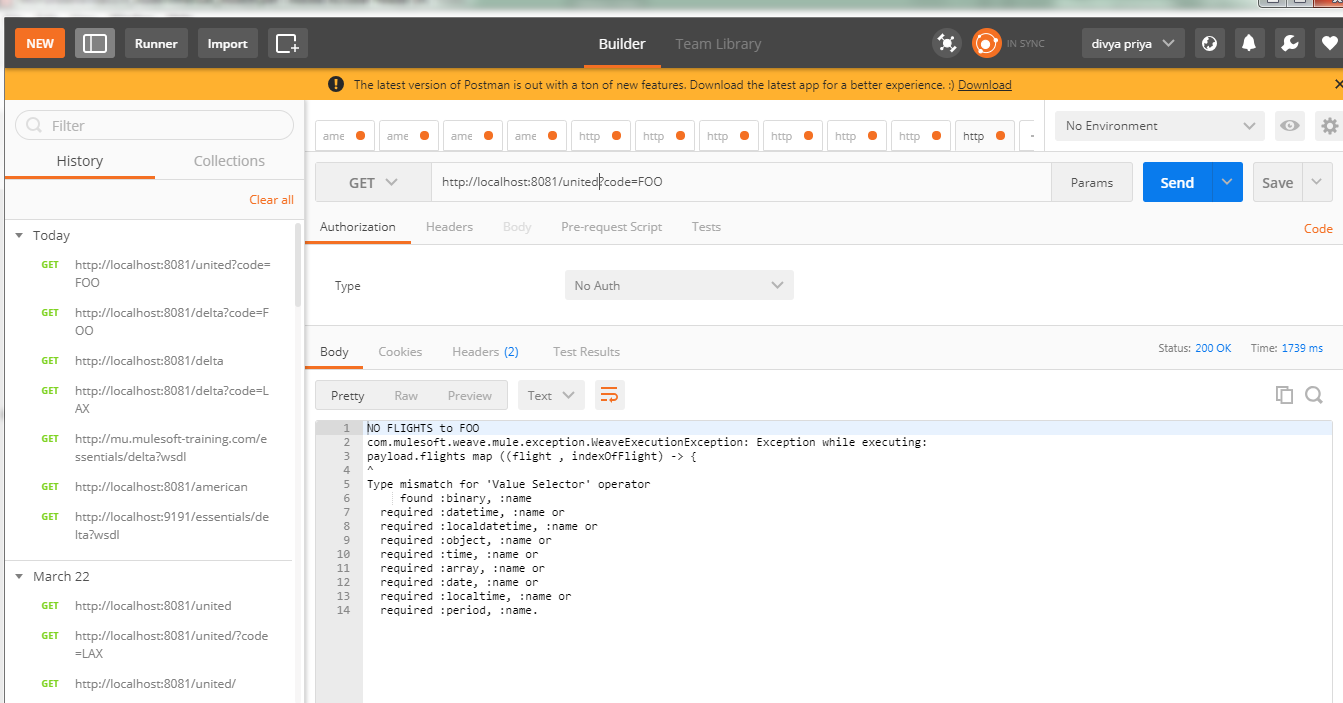 NEW
Runner
Import
Builder
Team Library
IN SYNC
divya priya
The latest version of Postman is out with a ton of new features. Download the latest app for a better experience. :) Download
Filter
History
Collections
Clear all
Today
GET http://localhost:8081/united?code=
FOO
GET http://localhost:8081/delta?code=F
OO
GET http://localhost:8081/delta
GET http://localhost:8081/delta?code=L
AX
GET http://mu.mulesoft-training.com/e
ssentials/delta?wsdl
GET http://localhost:8081/american
GET http://localhost:9191/essentials/de
lta?wsdl
March 22
GET http://localhost:8081/united
GET http://localhost:8081/united/?code
=LAX
GET http://localhost:8081/united/
ame ame ame ame http http http http http http http
No Environment
GET http://localhost:8081/united?code=FOO Params Send Save
Authorization Headers Body Pre-request Script Tests Code
Type No Auth
Body Cookies Headers (2) Test Results Status: 200 OK Time: 1739 ms
Pretty Raw Preview Text
1 NO FLIGHTS to FOO
2 com.mulesoft.weave.mule.exception.WeaveExecutionException: Exception while executing:
3 payload.flights map ((flight , indexOfFlight) -> {
4 ^
5 Type mismatch for 'Value Selector' operator
6 found :binary, :name
7 required :datetime, :name or
8 required :localdatetime, :name or
9 required :object, :name or
10 required :time, :name or
11 required :array, :name or
12 required :date, :name or
13 required :localtime, :name or
14 required :period, :name.